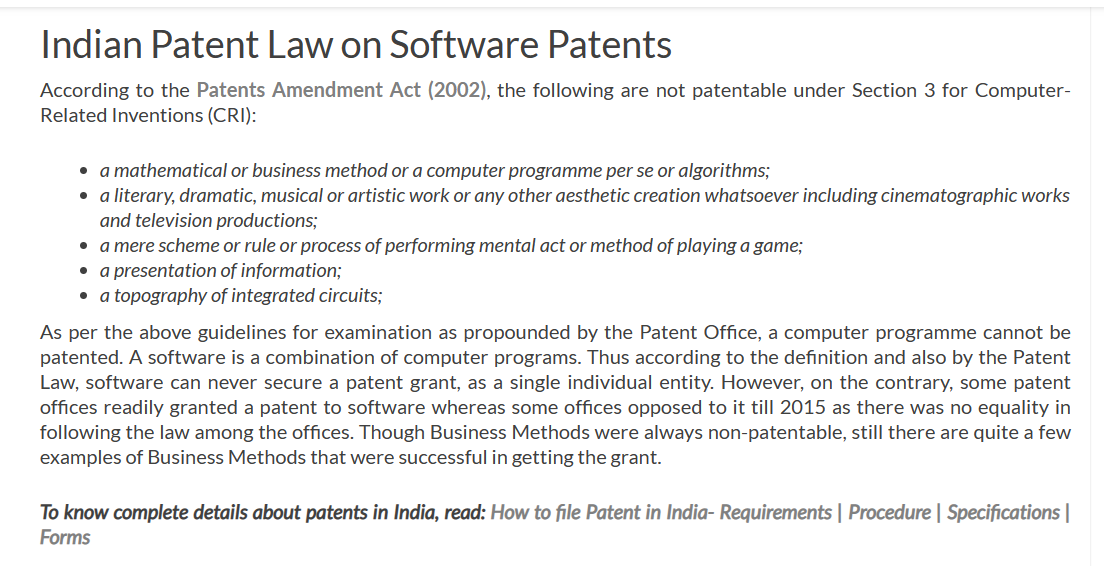 Indian Patent Law on Software Patents
According to the Patents Amendment Act (2002), the following are not patentable under Section 3 for Computer-
Related Inventions (CRI):
• a mathematical or business method or a computer programme per se or algorithms;
• a literary, dramatic, musical or artistic work or any other aesthetic creation whatsoever including cinematographic works
and television productions;
• a mere scheme or rule or process of performing mental act or method of playing a game;
• a presentation of information;
• a topography of integrated circuits;
As per the above guidelines for examination as propounded by the Patent Office, a computer programme cannot be
patented. A software is a combination of computer programs. Thus according to the definition and also by the Patent
Law, software can never secure a patent grant, as a single individual entity. However, on the contrary, some patent
offices readily granted a patent to software whereas some offices opposed to it till 2015 as there was no equality in
following the law among the offices. Though Business Methods were always non-patentable, still there are quite a few
examples of Business Methods that were successful in getting the grant.
To know complete details about patents in India, read: How to file Patent in India- Requirements | Procedure | Specifications |
Forms